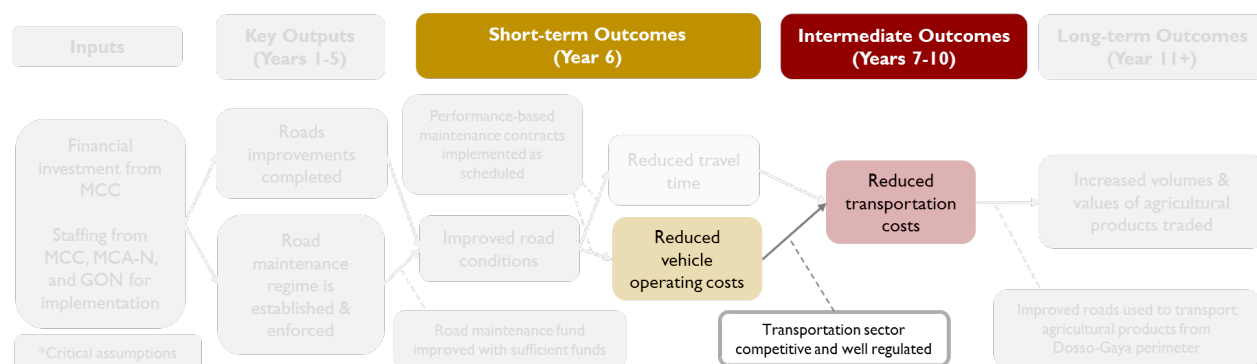 Inputs
Key Outputs
(Years 1-5)
Short-term Outcomes
(Year 6)
Intermediate Outcomes
(Years 7-10)
Long-term Outcomes
(Year 11+)
Financial
investment from
MCC
Staffing from
MCC, MCA-N,
and GON for
implementation
*Critical assumptions
Roads
improvements
completed
Road
maintenance
regime is
established &
enforced
Performance-based
maintenance contracts
implemented as
scheduled
Improved road
conditions
Road maintenance fund
improved with sufficient funds
Reduced travel
time
Reduced
vehicle
operating costs
Transportation sector
competitive and well regulated
Reduced
transportation
costs
Increased volumes &
values of agricultural
products traded
Improved roads used to transport
agricultural products from
Dosso-Gaya perimeter